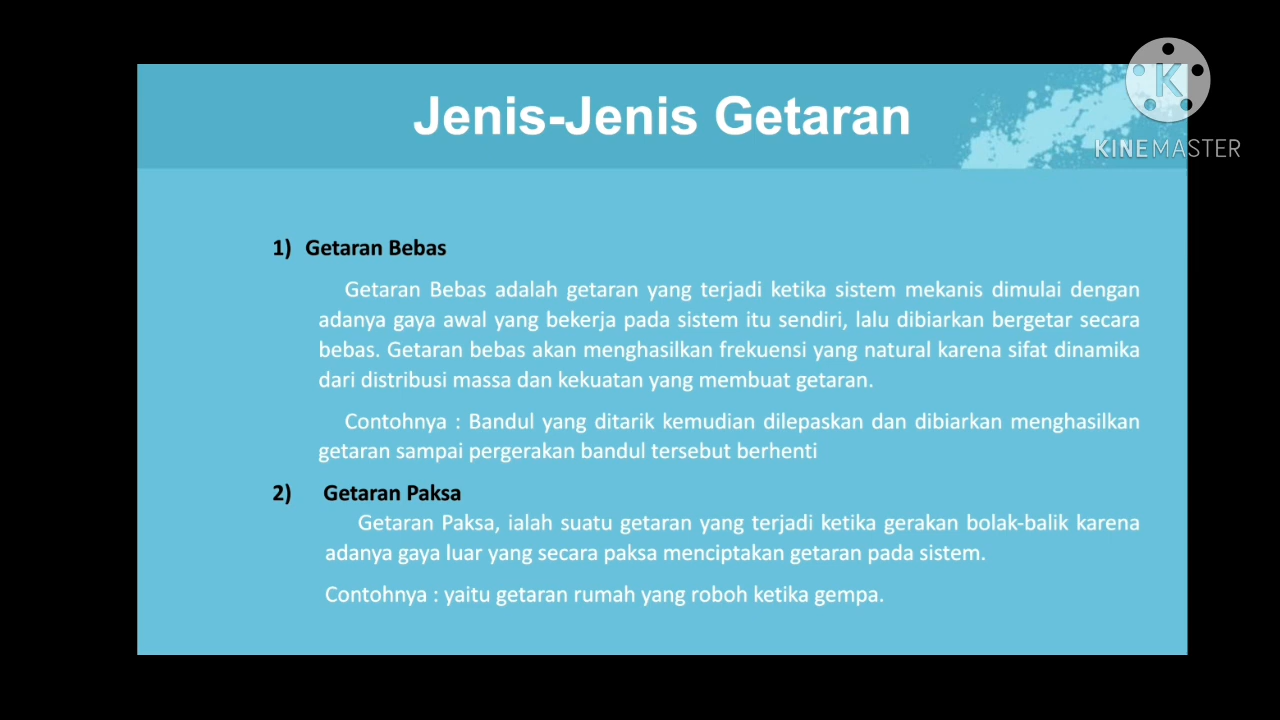 Jenis-Jenis Getaran
K
KINEMASTER
1) Getaran Bebas
Getaran Bebas adalah getaran yang terjadi ketika sistem mekanis dimulai dengan
adanya gaya awal yang bekerja pada sistem itu sendiri, lalu dibiarkan bergetar secara
bebas. Getaran bebas akan menghasilkan frekuensi yang natural karena sifat dinamika
dari distribusi massa dan kekuatan yang membuat getaran.
Contohnya : Bandul yang ditarik kemudian dilepaskan dan dibiarkan menghasilkan
getaran sampai pergerakan bandul tersebut berhenti
2) Getaran Paksa
Getaran Paksa, ialah suatu getaran yang terjadi ketika gerakan bolak-balik karena
adanya gaya luar yang secara paksa menciptakan getaran pada sistem.
Contohnya : yaitu getaran rumah yang roboh ketika gempa.